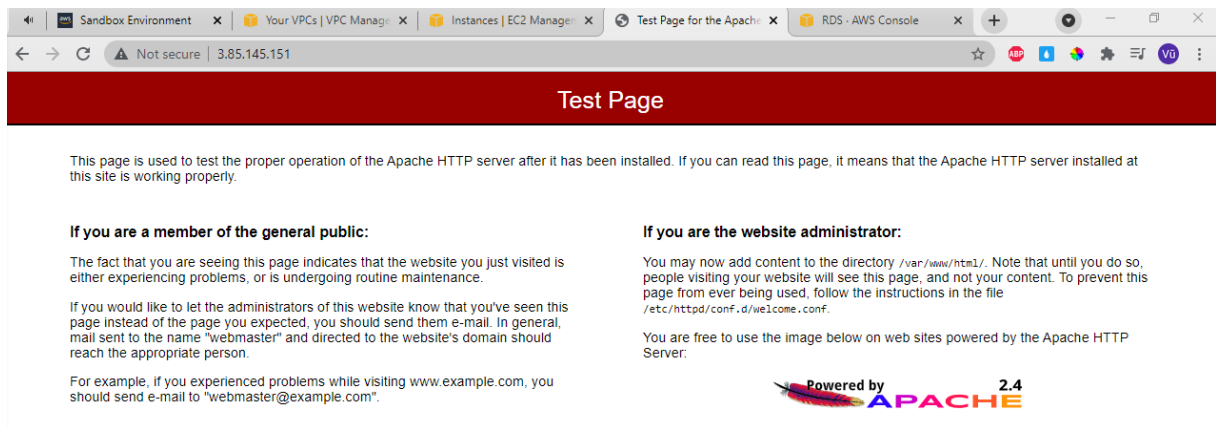 Sandbox Environment
Your VPCs | VPC Manage
Instances | EC2 Managem
Test Page for the Apache
RDS · AWS Console
Not secure
3.85.145.151
ABP
Vũ
Test Page
This page is used to test the proper operation of the Apache HTTP server after it has been installed. If you can read this page, it means that the Apache HTTP server installed at
this site is working properly.
If you are a member of the general public:
The fact that you are seeing this page indicates that the website you just visited is
either experiencing problems, or is undergoing routine maintenance.
If you would like to let the administrators of this website know that you've seen this
page instead of the page you expected, you should send them e-mail. In general,
mail sent to the name "webmaster" and directed to the website's domain should
reach the appropriate person.
For example, if you experienced problems while visiting www.example.com, you
should send e-mail to "webmaster@example.com".
If you are the website administrator:
You may now add content to the directory /var/www/html/. Note that until you do so,
people visiting your website will see this page, and not your content. To prevent this
page from ever being used, follow the instructions in the file
/etc/httpd/conf.d/welcome.conf.
You are free to use the image below on web sites powered by the Apache HTTP
Server:
Powered by 2.4
APACHE